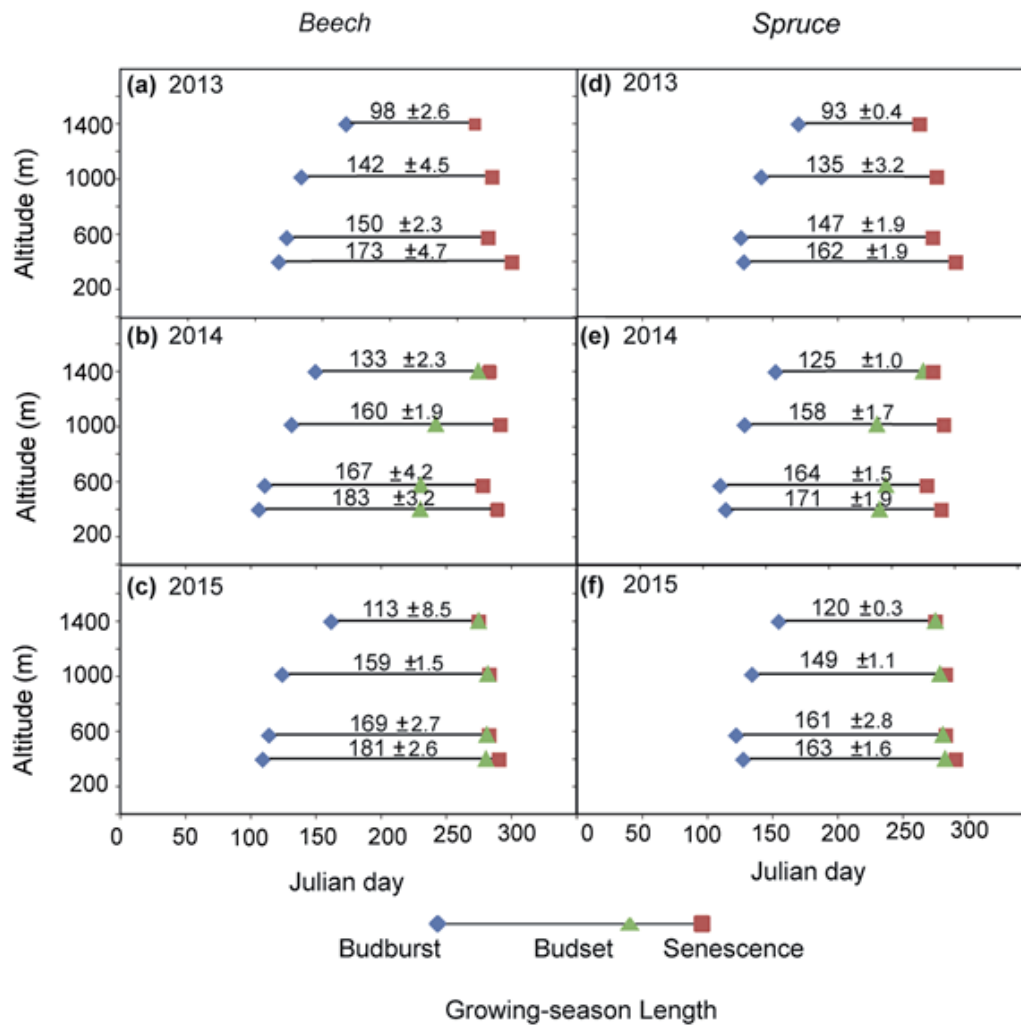 Beech
Spruce
(a) 2013
98 ±2.6
142 ±4.5
150 ±2.3
173 ±4.7
(d) 2013
93 ±0.4
135 ±3.2
147 ±1.9
162 ±1.9
Altitude (m)
1400
1000
600
200
(b) 2014
133 ±2.3
160 ±1.9
167 ±4.2
183 ±3.2
(e) 2014
125 ±1.0
158 ±1.7
164 ±1.5
171 ±1.9
Altitude (m)
1400
1000
600
200
(c) 2015
113 ±8.5
159 ±1.5
169 ±2.7
181 ±2.6
(f) 2015
120 ±0.3
149 ±1.1
161 ±2.8
163 ±1.6
Altitude (m)
1400
1000
600
200
0 50 100 150 200 250 300
0 50 100 150 200 250 300
Julian day
Julian day
Budburst Budset Senescence
Growing-season Length